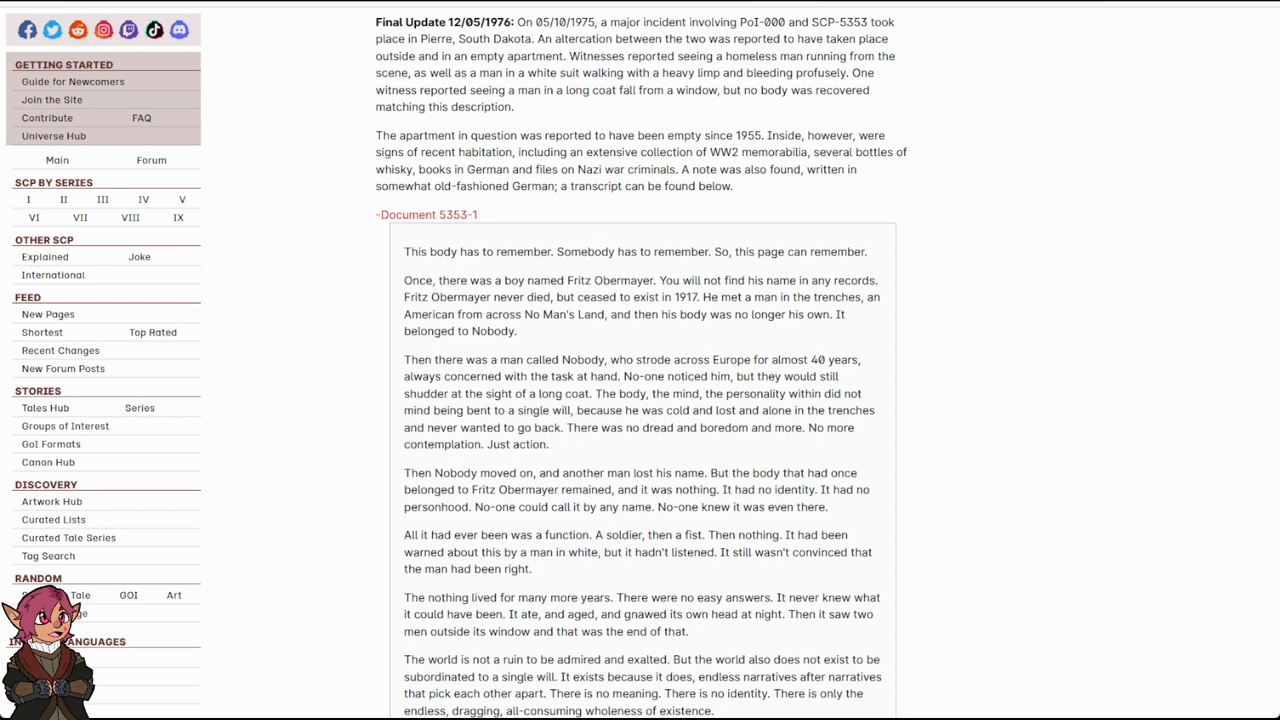 GETTING STARTED
Guide for Newcomers
Join the Site
Contribute FAQ
Universe Hub
Main Forum
SCP BY SERIES
I II III IV V
VI VII VIII IX
OTHER SCP
Explained Joke
International
FEED
New Pages
Shortest Top Rated
Recent Changes
New Forum Posts
STORIES
Tales Hub Series
Groups of Interest
GoI Formats
Canon Hub
DISCOVERY
Artwork Hub
Curated Lists
Curated Tale Series
Tag Search
RANDOM
Tale GOI Art
LANGUAGES
Final Update 12/05/1976: On 05/10/1975, a major incident involving PoI-000 and SCP-5353 took
place in Pierre, South Dakota. An altercation between the two was reported to have taken place
outside and in an empty apartment. Witnesses reported seeing a homeless man running from the
scene, as well as a man in a white suit walking with a heavy limp and bleeding profusely. One
witness reported seeing a man in a long coat fall from a window, but no body was recovered
matching this description.
The apartment in question was reported to have been empty since 1955. Inside, however, were
signs of recent habitation, including an extensive collection of WW2 memorabilia, several bottles of
whisky, books in German and files on Nazi war criminals. A note was also found, written in
somewhat old-fashioned German; a transcript can be found below.
-Document 5353-1
This body has to remember. Somebody has to remember. So, this page can remember.
Once, there was a boy named Fritz Obermayer. You will not find his name in any records.
Fritz Obermayer never died, but ceased to exist in 1917. He met a man in the trenches, an
American from across No Man's Land, and then his body was no longer his own. It
belonged to Nobody.
Then there was a man called Nobody, who strode across Europe for almost 40 years,
always concerned with the task at hand. No-one noticed him, but they would still
shudder at the sight of a long coat. The body, the mind, the personality within did not
mind being bent to a single will, because he was cold and lost and alone in the trenches
and never wanted to go back. There was no dread and boredom and more. No more
contemplation. Just action.
Then Nobody moved on, and another man lost his name. But the body that had once
belonged to Fritz Obermayer remained, and it was nothing. It had no identity. It had no
personhood. No-one could call it by any name. No-one knew it was even there.
All it had ever been was a function. A soldier, then a fist. Then nothing. It had been
warned about this by a man in white, but it hadn't listened. It still wasn't convinced that
the man had been right.
The nothing lived for many more years. There were no easy answers. It never knew what
it could have been. It ate, and aged, and gnawed its own head at night. Then it saw two
men outside its window and that was the end of that.
The world is not a ruin to be admired and exalted. But the world also does not exist to be
subordinated to a single will. It exists because it does, endless narratives after narratives
that pick each other apart. There is no meaning. There is no identity. There is only the
endless, dragging, all-consuming wholeness of existence.